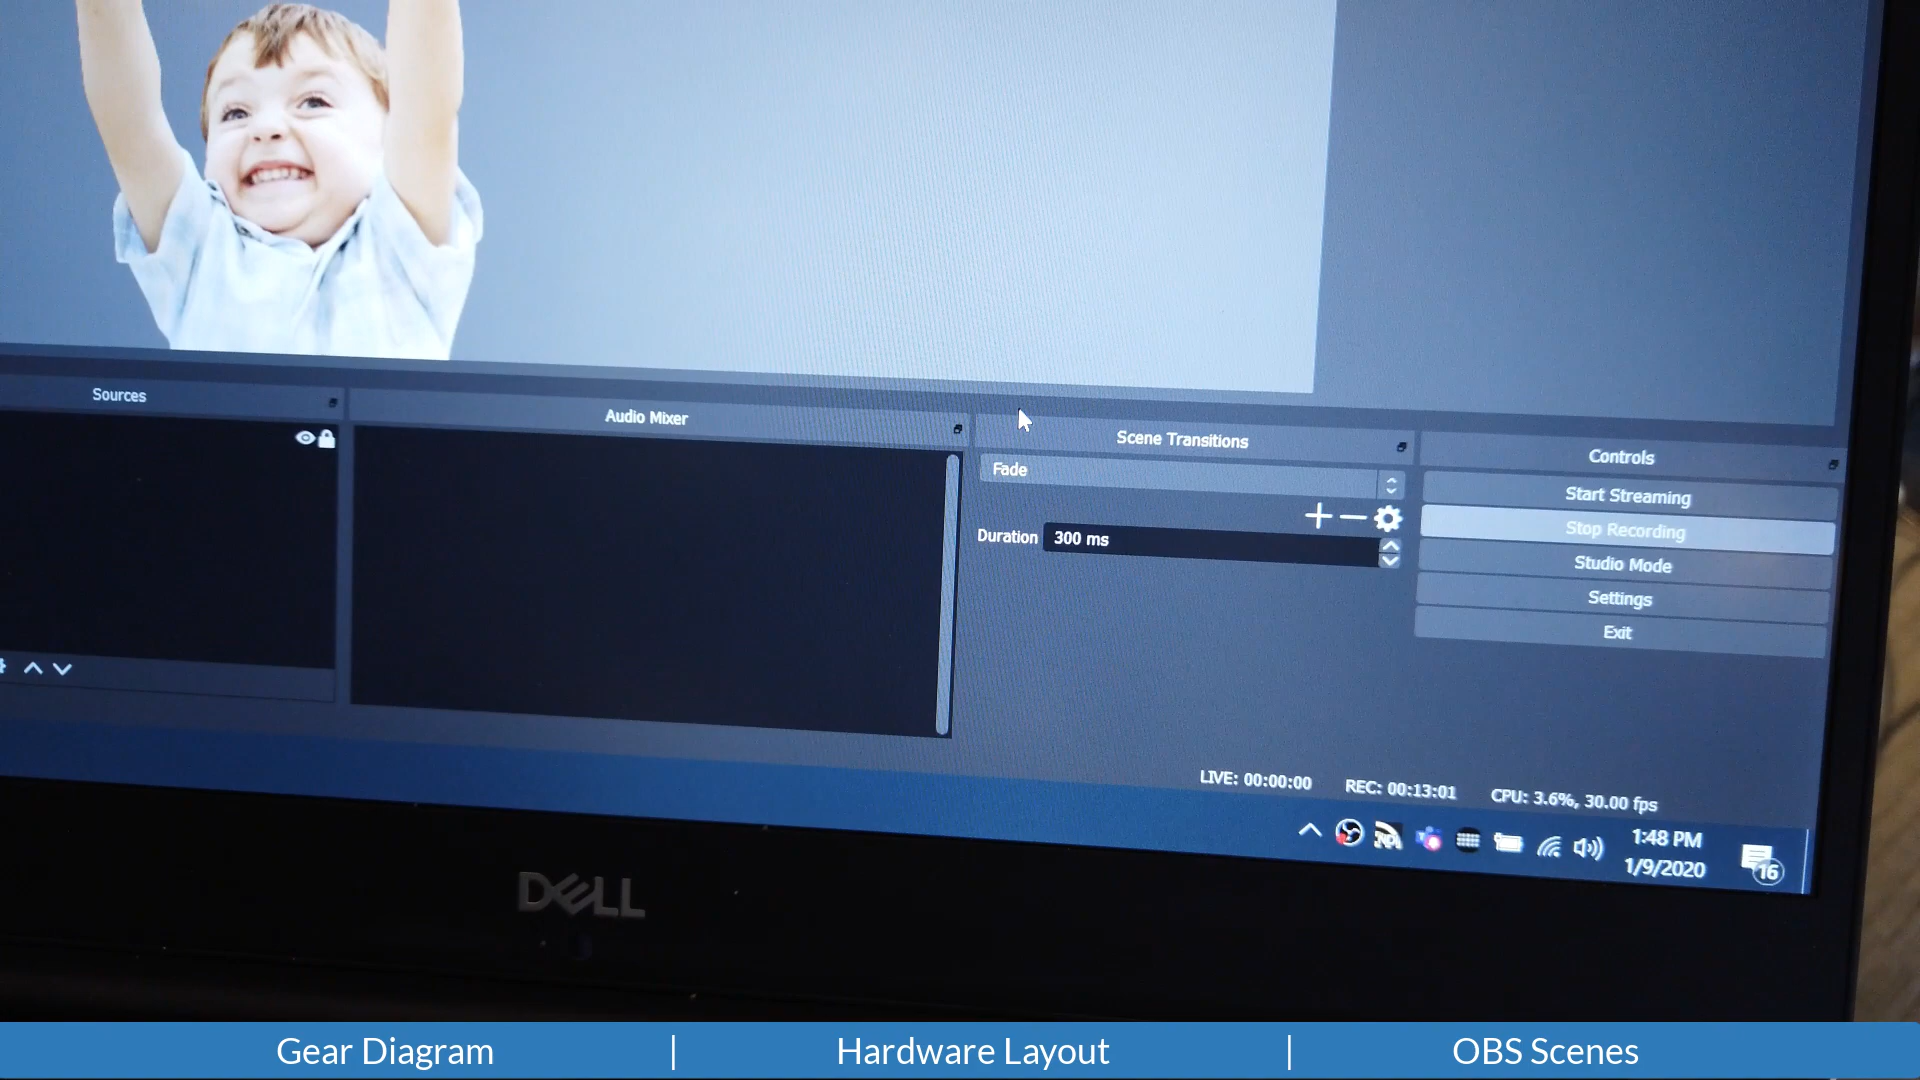 Sources
Audio Mixer
Scene Transitions
Controls
Fade
Start Streaming
Stop Recording
Duration 300 ms
Studio Mode
Settings
Exit
LIVE: 00:00:00 REC: 00:13:01 CPU: 3.6%, 30.00 fps
NDI
1:48 PM
1/9/2020
16
DELL
Gear Diagram | Hardware Layout | OBS Scenes